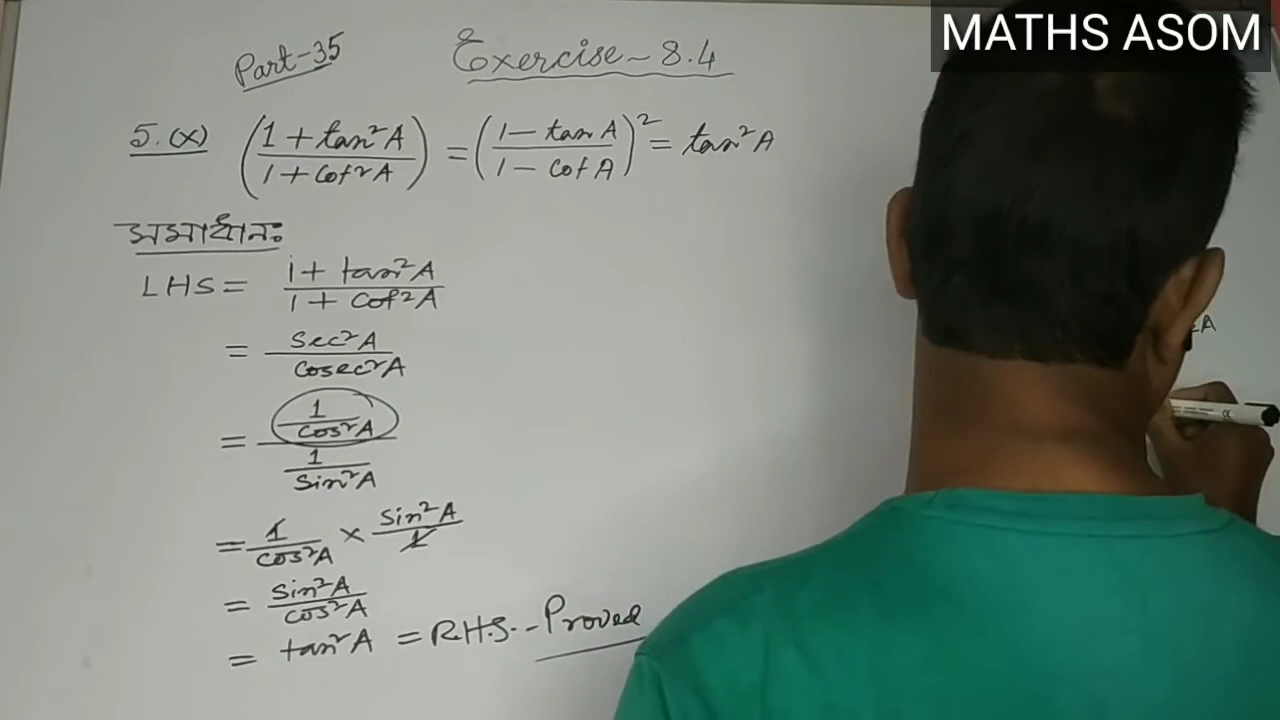 MATHS ASOM
Part-35
Exercise - 8.4
5. (x) (1 + tan²A / 1 + cot²A) = (1 - tan A / 1 - cot A)² = tan²A
সমাধান:
LHS = 1 + tan²A / 1 + cot²A
= sec²A / cosec²A
= 1/cos²A / 1/sin²A
= 1/cos²A × sin²A/1
= sin²A / cos²A
= tan²A = R.H.S. - Proved